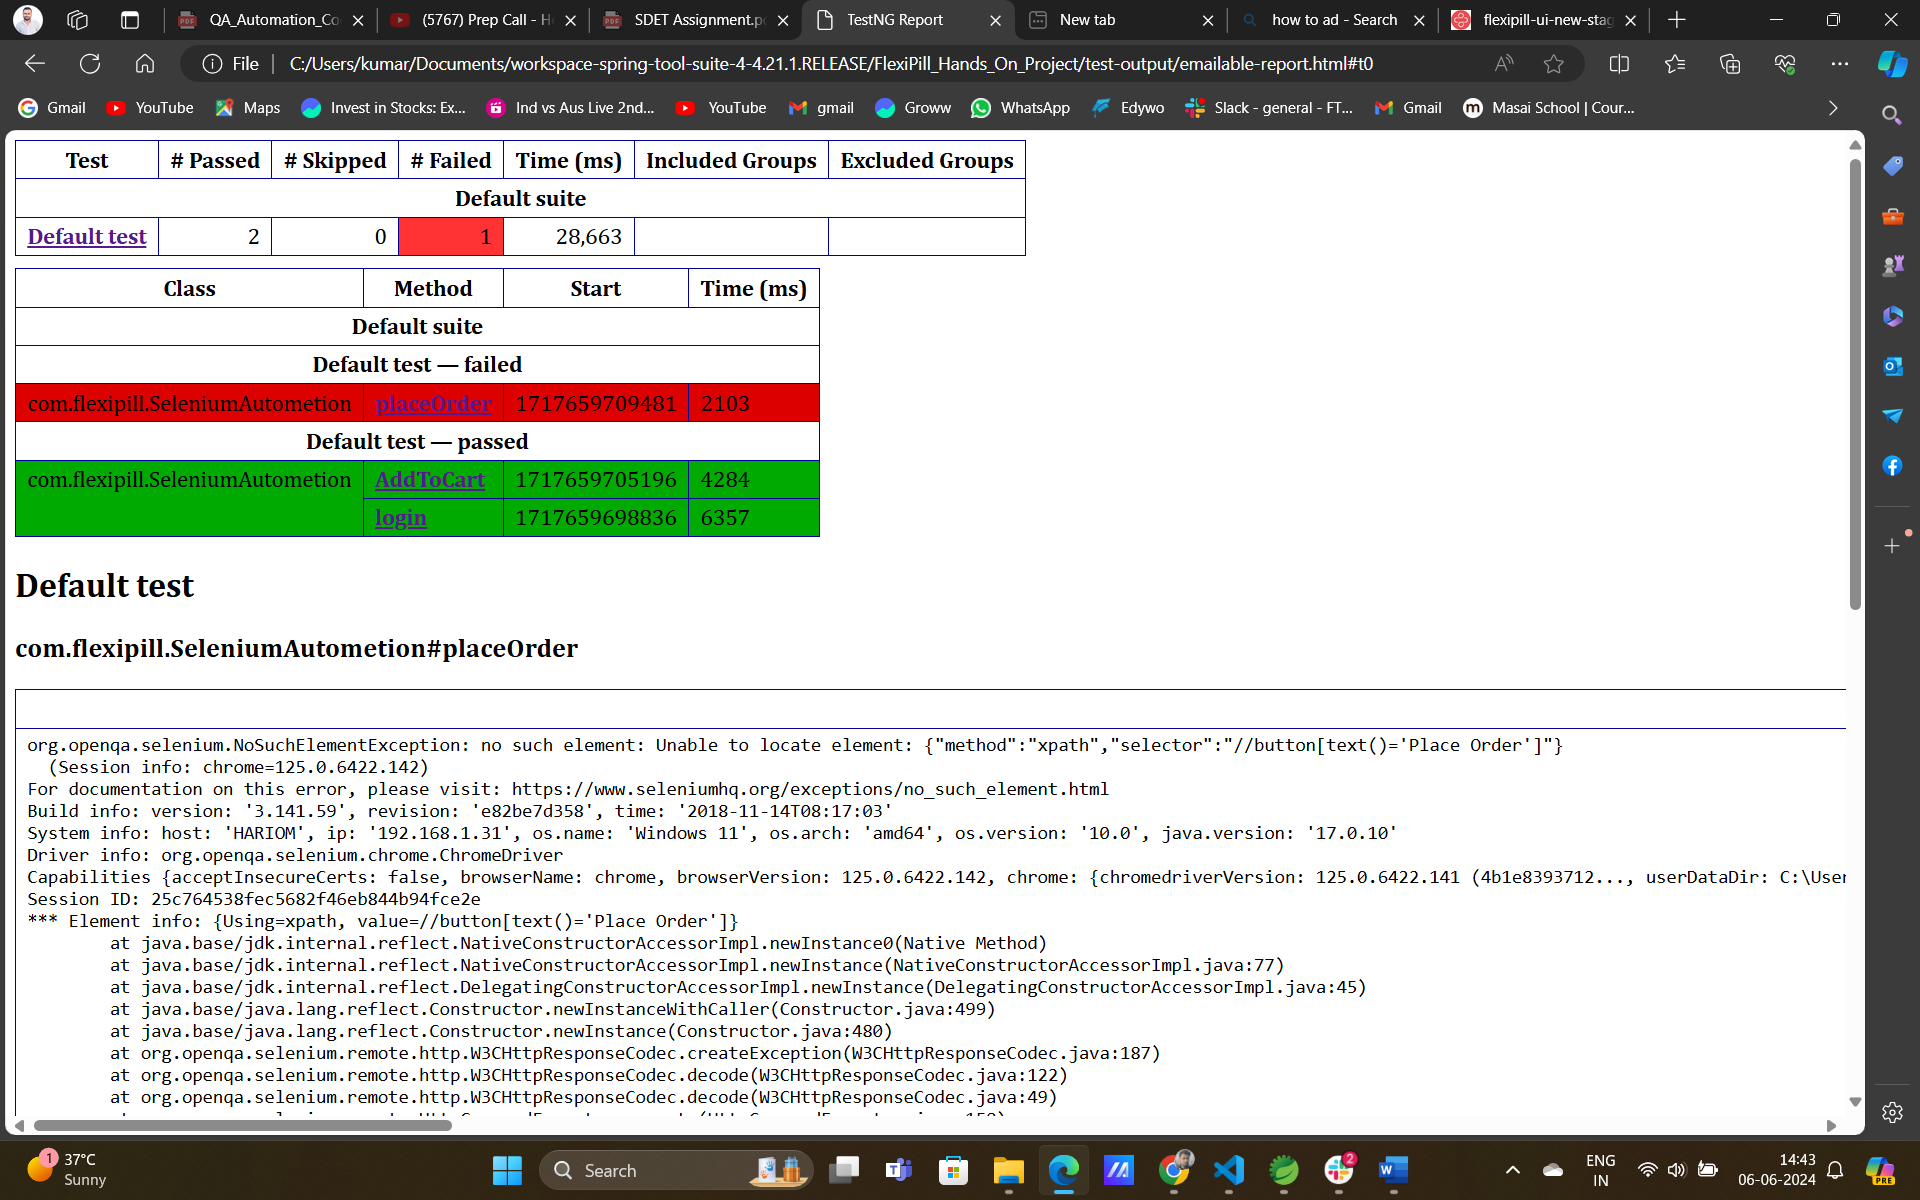 QA_Automation_Co
(5767) Prep Call - H
SDET Assignment.p
TestNG Report
New tab
how to ad - Search
flexipill-ui-new-stag
File
C:/Users/kumar/Documents/workspace-spring-tool-suite-4-4.21.1.RELEASE/FlexiPill_Hands_On_Project/test-output/emailable-report.html#t0
Gmail
YouTube
Maps
Invest in Stocks: Ex...
Ind vs Aus Live 2nd...
YouTube
gmail
Groww
WhatsApp
Edywo
Slack - general - FT...
Gmail
Masai School | Cour...
Test # Passed # Skipped # Failed Time (ms) Included Groups Excluded Groups
Default suite
Default test 2 0 1 28,663
Class Method Start Time (ms)
Default suite
Default test — failed
com.flexipill.SeleniumAutometion placeOrder 1717659709481 2103
Default test — passed
com.flexipill.SeleniumAutometion AddToCart 1717659705196 4284
login 1717659698836 6357
Default test
com.flexipill.SeleniumAutometion#placeOrder
org.openqa.selenium.NoSuchElementException: no such element: Unable to locate element: {"method":"xpath","selector":"//button[text()='Place Order']"}
(Session info: chrome=125.0.6422.142)
For documentation on this error, please visit: https://www.seleniumhq.org/exceptions/no_such_element.html
Build info: version: '3.141.59', revision: 'e82be7d358', time: '2018-11-14T08:17:03'
System info: host: 'HARIOM', ip: '192.168.1.31', os.name: 'Windows 11', os.arch: 'amd64', os.version: '10.0', java.version: '17.0.10'
Driver info: org.openqa.selenium.chrome.ChromeDriver
Capabilities {acceptInsecureCerts: false, browserName: chrome, browserVersion: 125.0.6422.142, chrome: {chromedriverVersion: 125.0.6422.141 (4b1e8393712..., userDataDir: C:\User
Session ID: 25c764538fec5682f46eb844b94fce2e
*** Element info: {Using=xpath, value=//button[text()='Place Order']}
at java.base/jdk.internal.reflect.NativeConstructorAccessorImpl.newInstance0(Native Method)
at java.base/jdk.internal.reflect.NativeConstructorAccessorImpl.newInstance(NativeConstructorAccessorImpl.java:77)
at java.base/jdk.internal.reflect.DelegatingConstructorAccessorImpl.newInstance(DelegatingConstructorAccessorImpl.java:45)
at java.base/java.lang.reflect.Constructor.newInstanceWithCaller(Constructor.java:499)
at java.base/java.lang.reflect.Constructor.newInstance(Constructor.java:480)
at org.openqa.selenium.remote.http.W3CHttpResponseCodec.createException(W3CHttpResponseCodec.java:187)
at org.openqa.selenium.remote.http.W3CHttpResponseCodec.decode(W3CHttpResponseCodec.java:122)
at org.openqa.selenium.remote.http.W3CHttpResponseCodec.decode(W3CHttpResponseCodec.java:49)
1
37°C
Sunny
Search
2
ENG
IN
14:43
06-06-2024
PRE